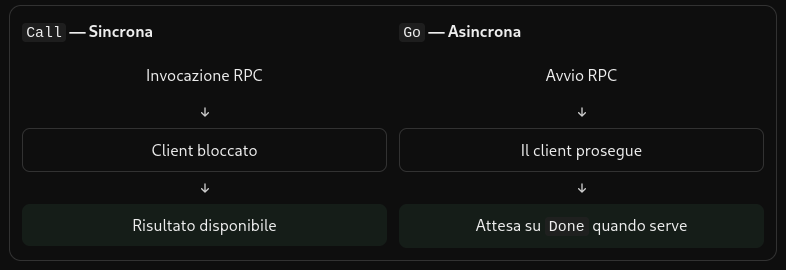 Call — Sincrona
Invocazione RPC
↓
Client bloccato
↓
Risultato disponibile
Go — Asincrona
Avvio RPC
↓
Il client prosegue
↓
Attesa su Done quando serve